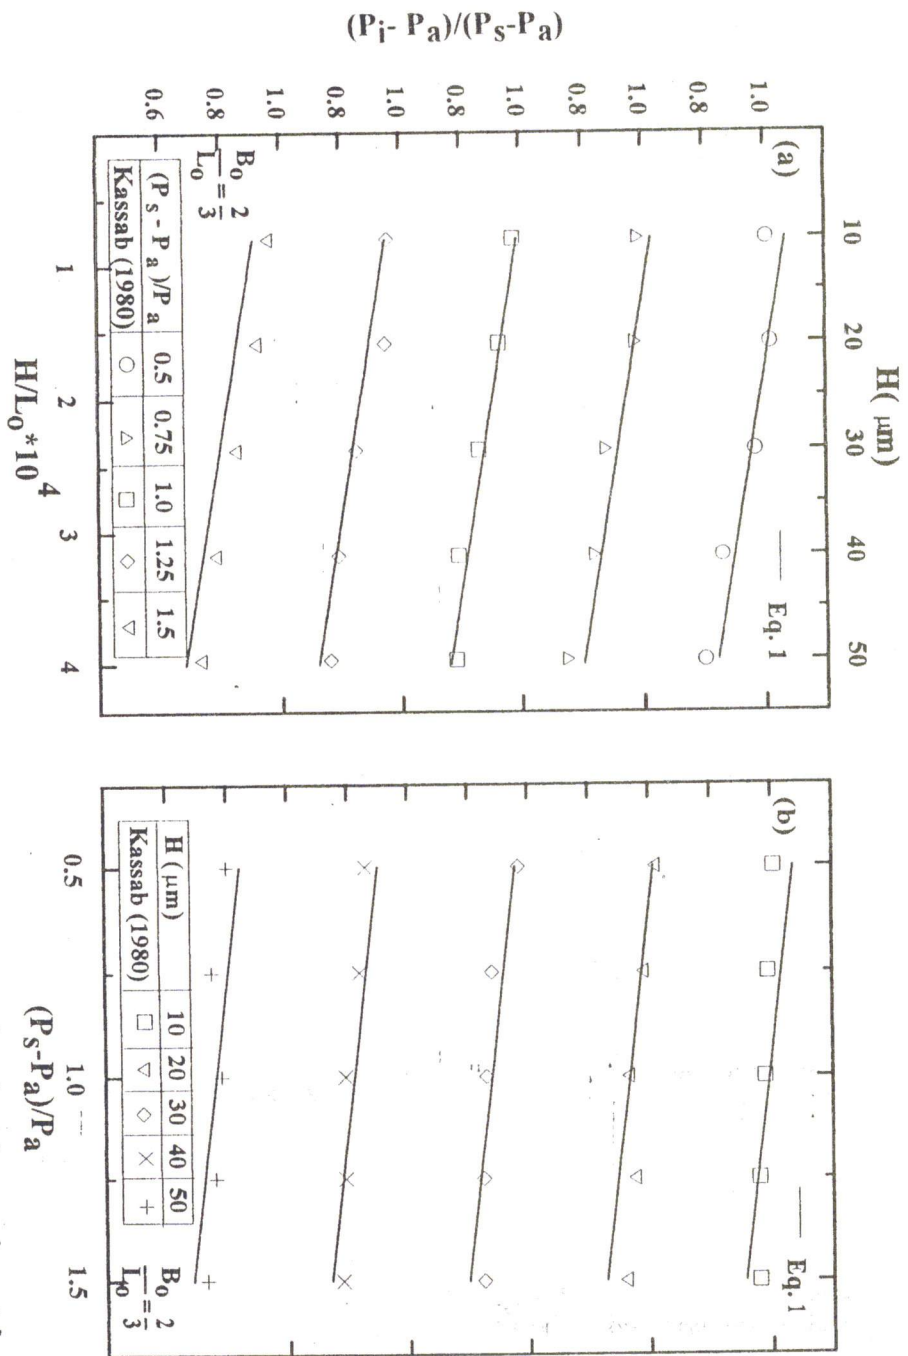 (Pi- Pa)/(Ps-Pa)
0.6 0.8 1.0 0.8 1.0 0.8 1.0 0.8 1.0 0.8 1.0
H( μm)
10 20 30 40 50
(a)
Eq. 1
Bo/Lo = 2/3
(Ps - Pa)/Pa 0.5 0.75 1.0 1.25 1.5
Kassab (1980) ○ △ □ ◇ ▽
1 2 3 4
H/Lo*10^4
(b)
Eq. 1
H ( μm) 10 20 30 40 50
Kassab (1980) □ ▽ ◇ × +
Bo/Lo = 2/3
0.5 1.0 1.5
(Ps-Pa)/Pa